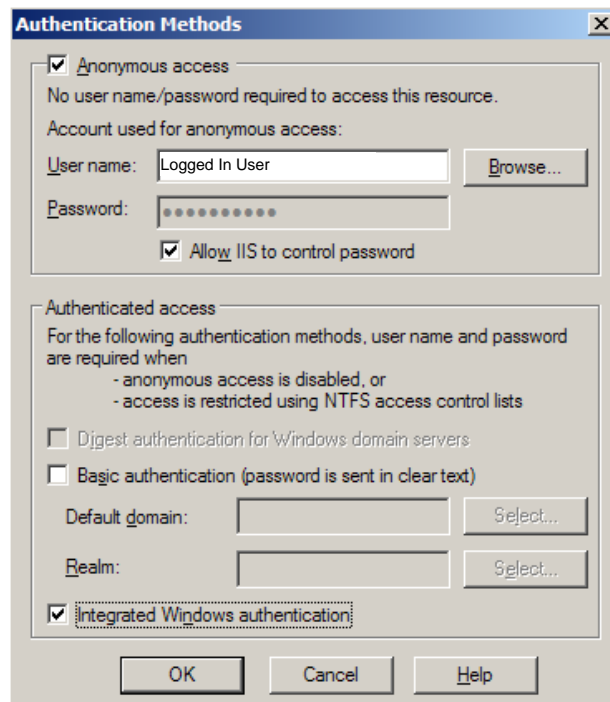 Authentication Methods
Anonymous access
No user name/password required to access this resource.
Account used for anonymous access:
User name: Logged In User Browse...
Password: ●●●●●●●●●●
Allow IIS to control password
Authenticated access
For the following authentication methods, user name and password
are required when
- anonymous access is disabled, or
- access is restricted using NTFS access control lists
Digest authentication for Windows domain servers
Basic authentication (password is sent in clear text)
Default domain: Select...
Realm: Select...
Integrated Windows authentication
OK Cancel Help